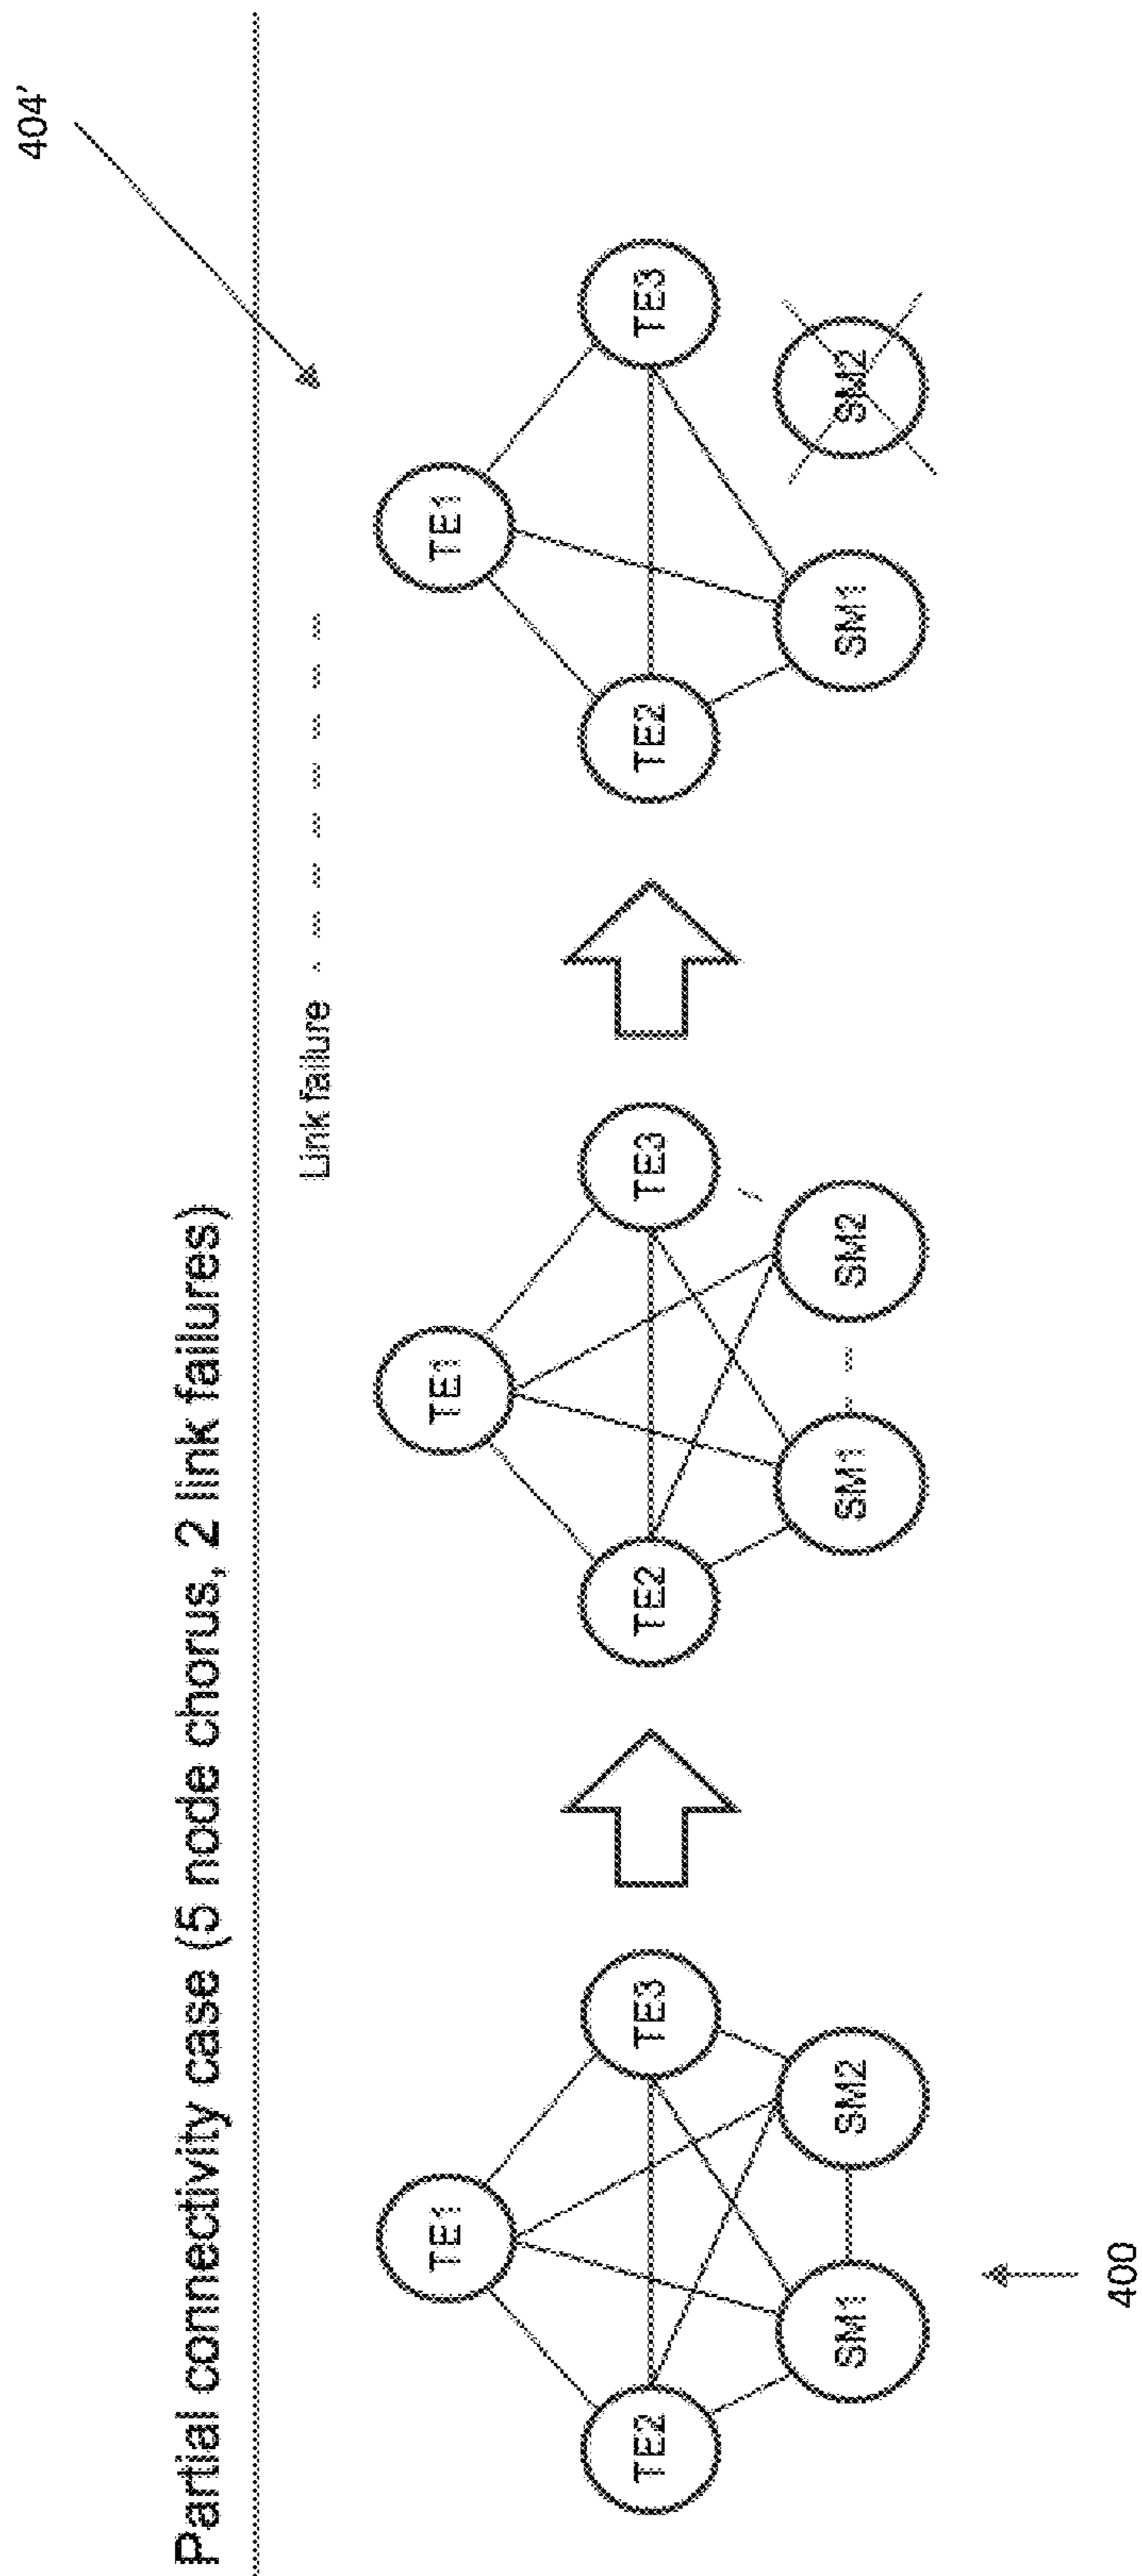 Partial connectivity case (5 node chorus, 2 link failures)
404'
Link failure
TE1
TE2
TE3
SM1
SM2
TE1
TE2
TE3
SM1
SM2
TE1
TE2
TE3
SM1
SM2
400